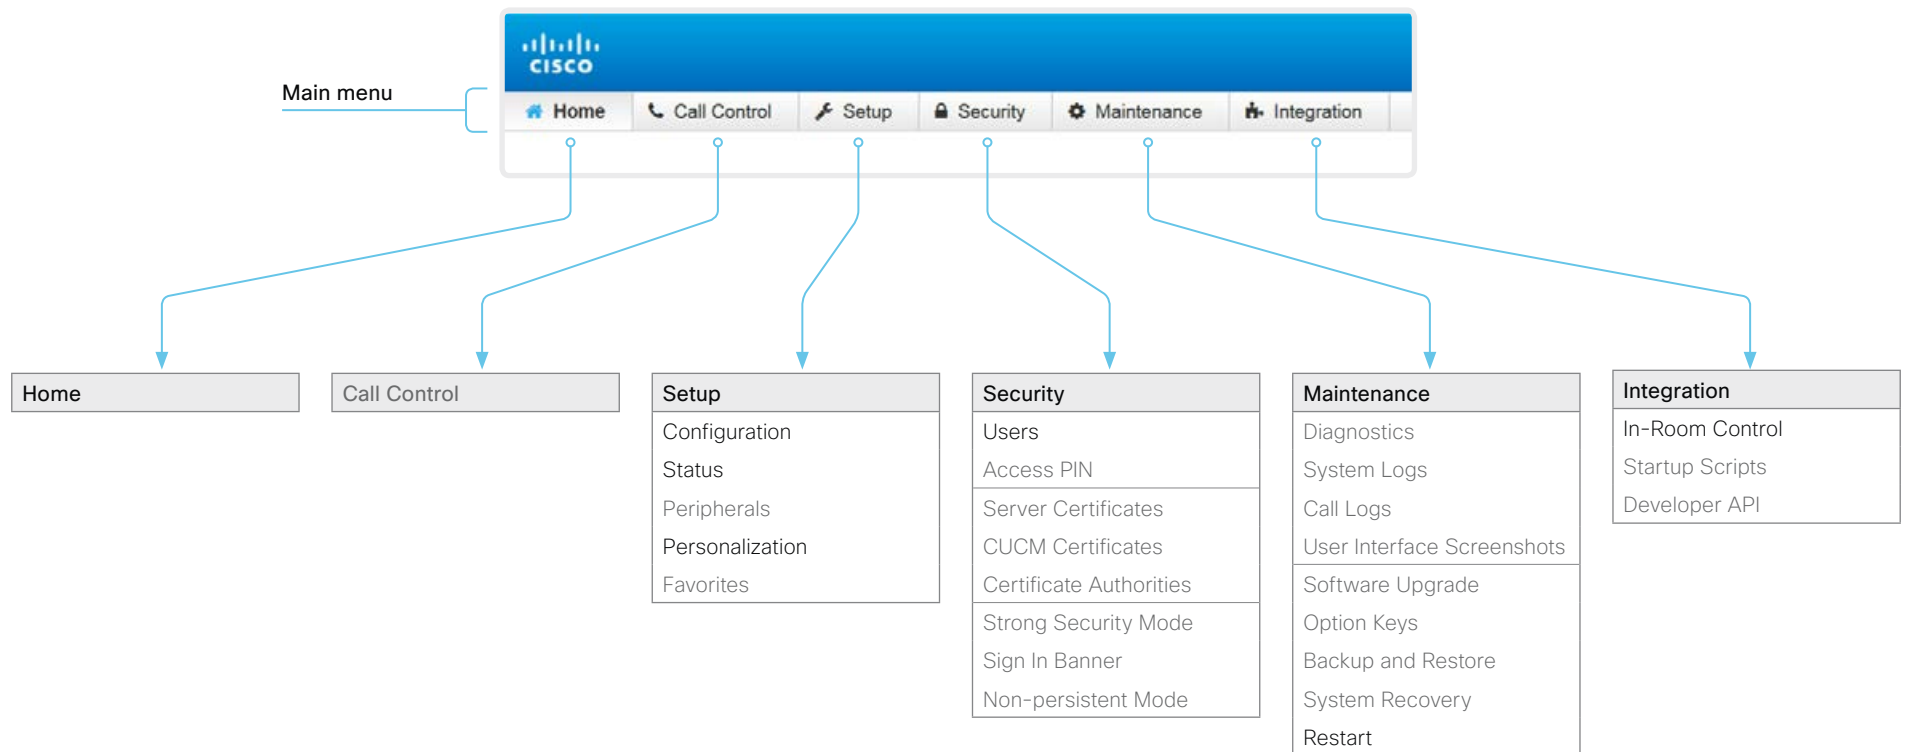 CISCO
Main menu
Home Call Control Setup Security Maintenance Integration
Home
Call Control
Setup
Configuration
Status
Peripherals
Personalization
Favorites
Security
Users
Access PIN
Server Certificates
CUCM Certificates
Certificate Authorities
Strong Security Mode
Sign In Banner
Non-persistent Mode
Maintenance
Diagnostics
System Logs
Call Logs
User Interface Screenshots
Software Upgrade
Option Keys
Backup and Restore
System Recovery
Restart
Integration
In-Room Control
Startup Scripts
Developer API